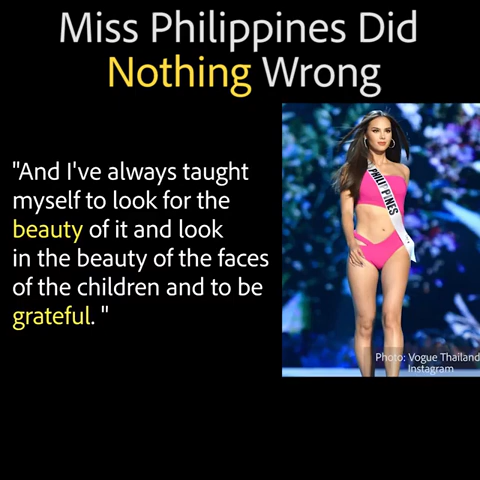 Miss Philippines Did
Nothing Wrong
"And I've always taught
myself to look for the
beauty of it and look
in the beauty of the faces
of the children and to be
grateful. "
PHILIPPINES
Photo: Vogue Thailand
Instagram